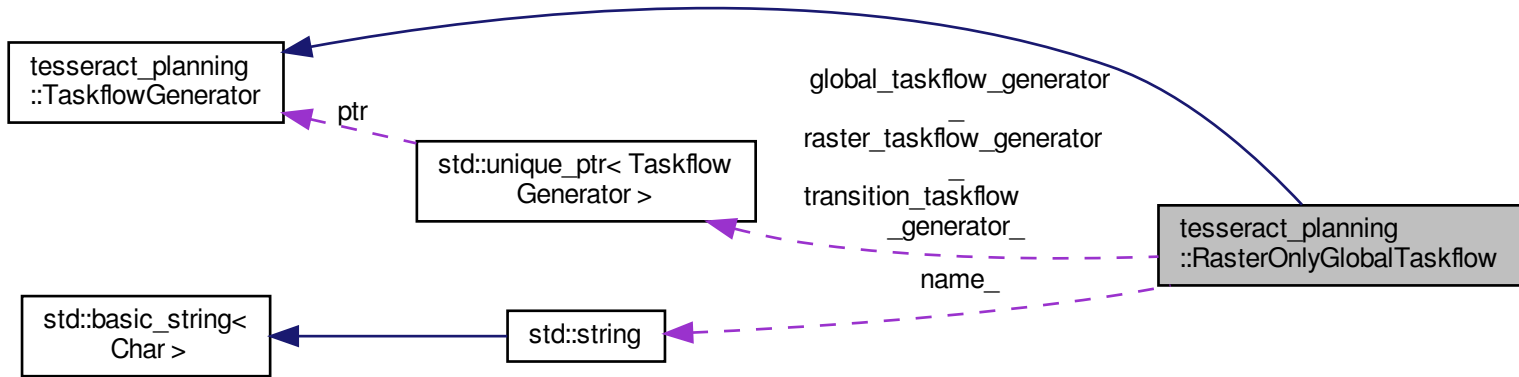 tesseract_planning
::TaskflowGenerator
ptr
std::unique_ptr< Taskflow
Generator >
global_taskflow_generator
_
raster_taskflow_generator
_
transition_taskflow
_generator_
name_
tesseract_planning
::RasterOnlyGlobalTaskflow
std::basic_string<
Char >
std::string